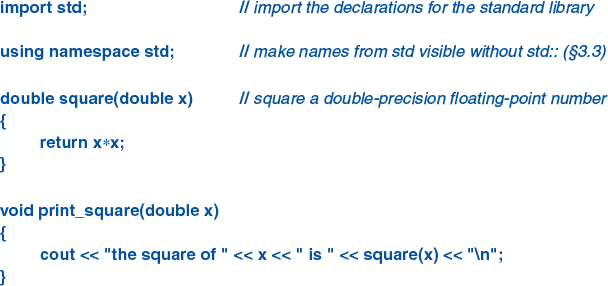 import std; // import the declarations for the standard library
using namespace std; // make names from std visible without std:: (§3.3)
double square(double x) // square a double-precision floating-point number
{
return x*x;
}
void print_square(double x)
{
cout << "the square of " << x << " is " << square(x) << "\n";
}